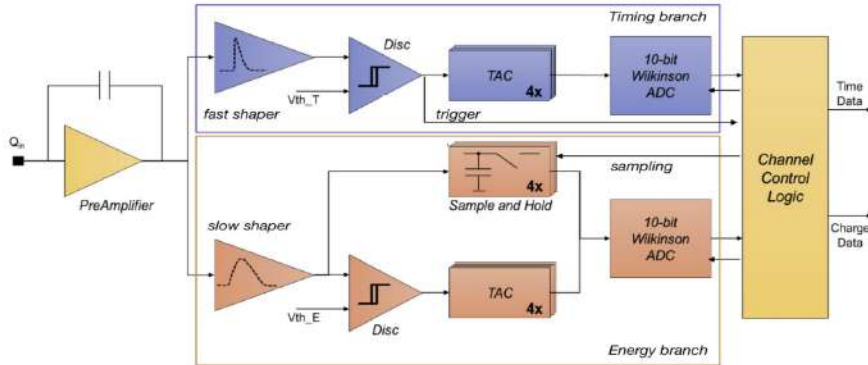 Timing branch
Disc
10-bit
Wilkinson
ADC
TAC
4x
Vth_T
fast shaper
trigger
Time
Data
Qin
PreAmplifier
sampling
Channel
Control
Logic
4x
Sample and Hold
slow shaper
10-bit
Wilkinson
ADC
Charge
Data
TAC
4x
Vth_E
Disc
Energy branch